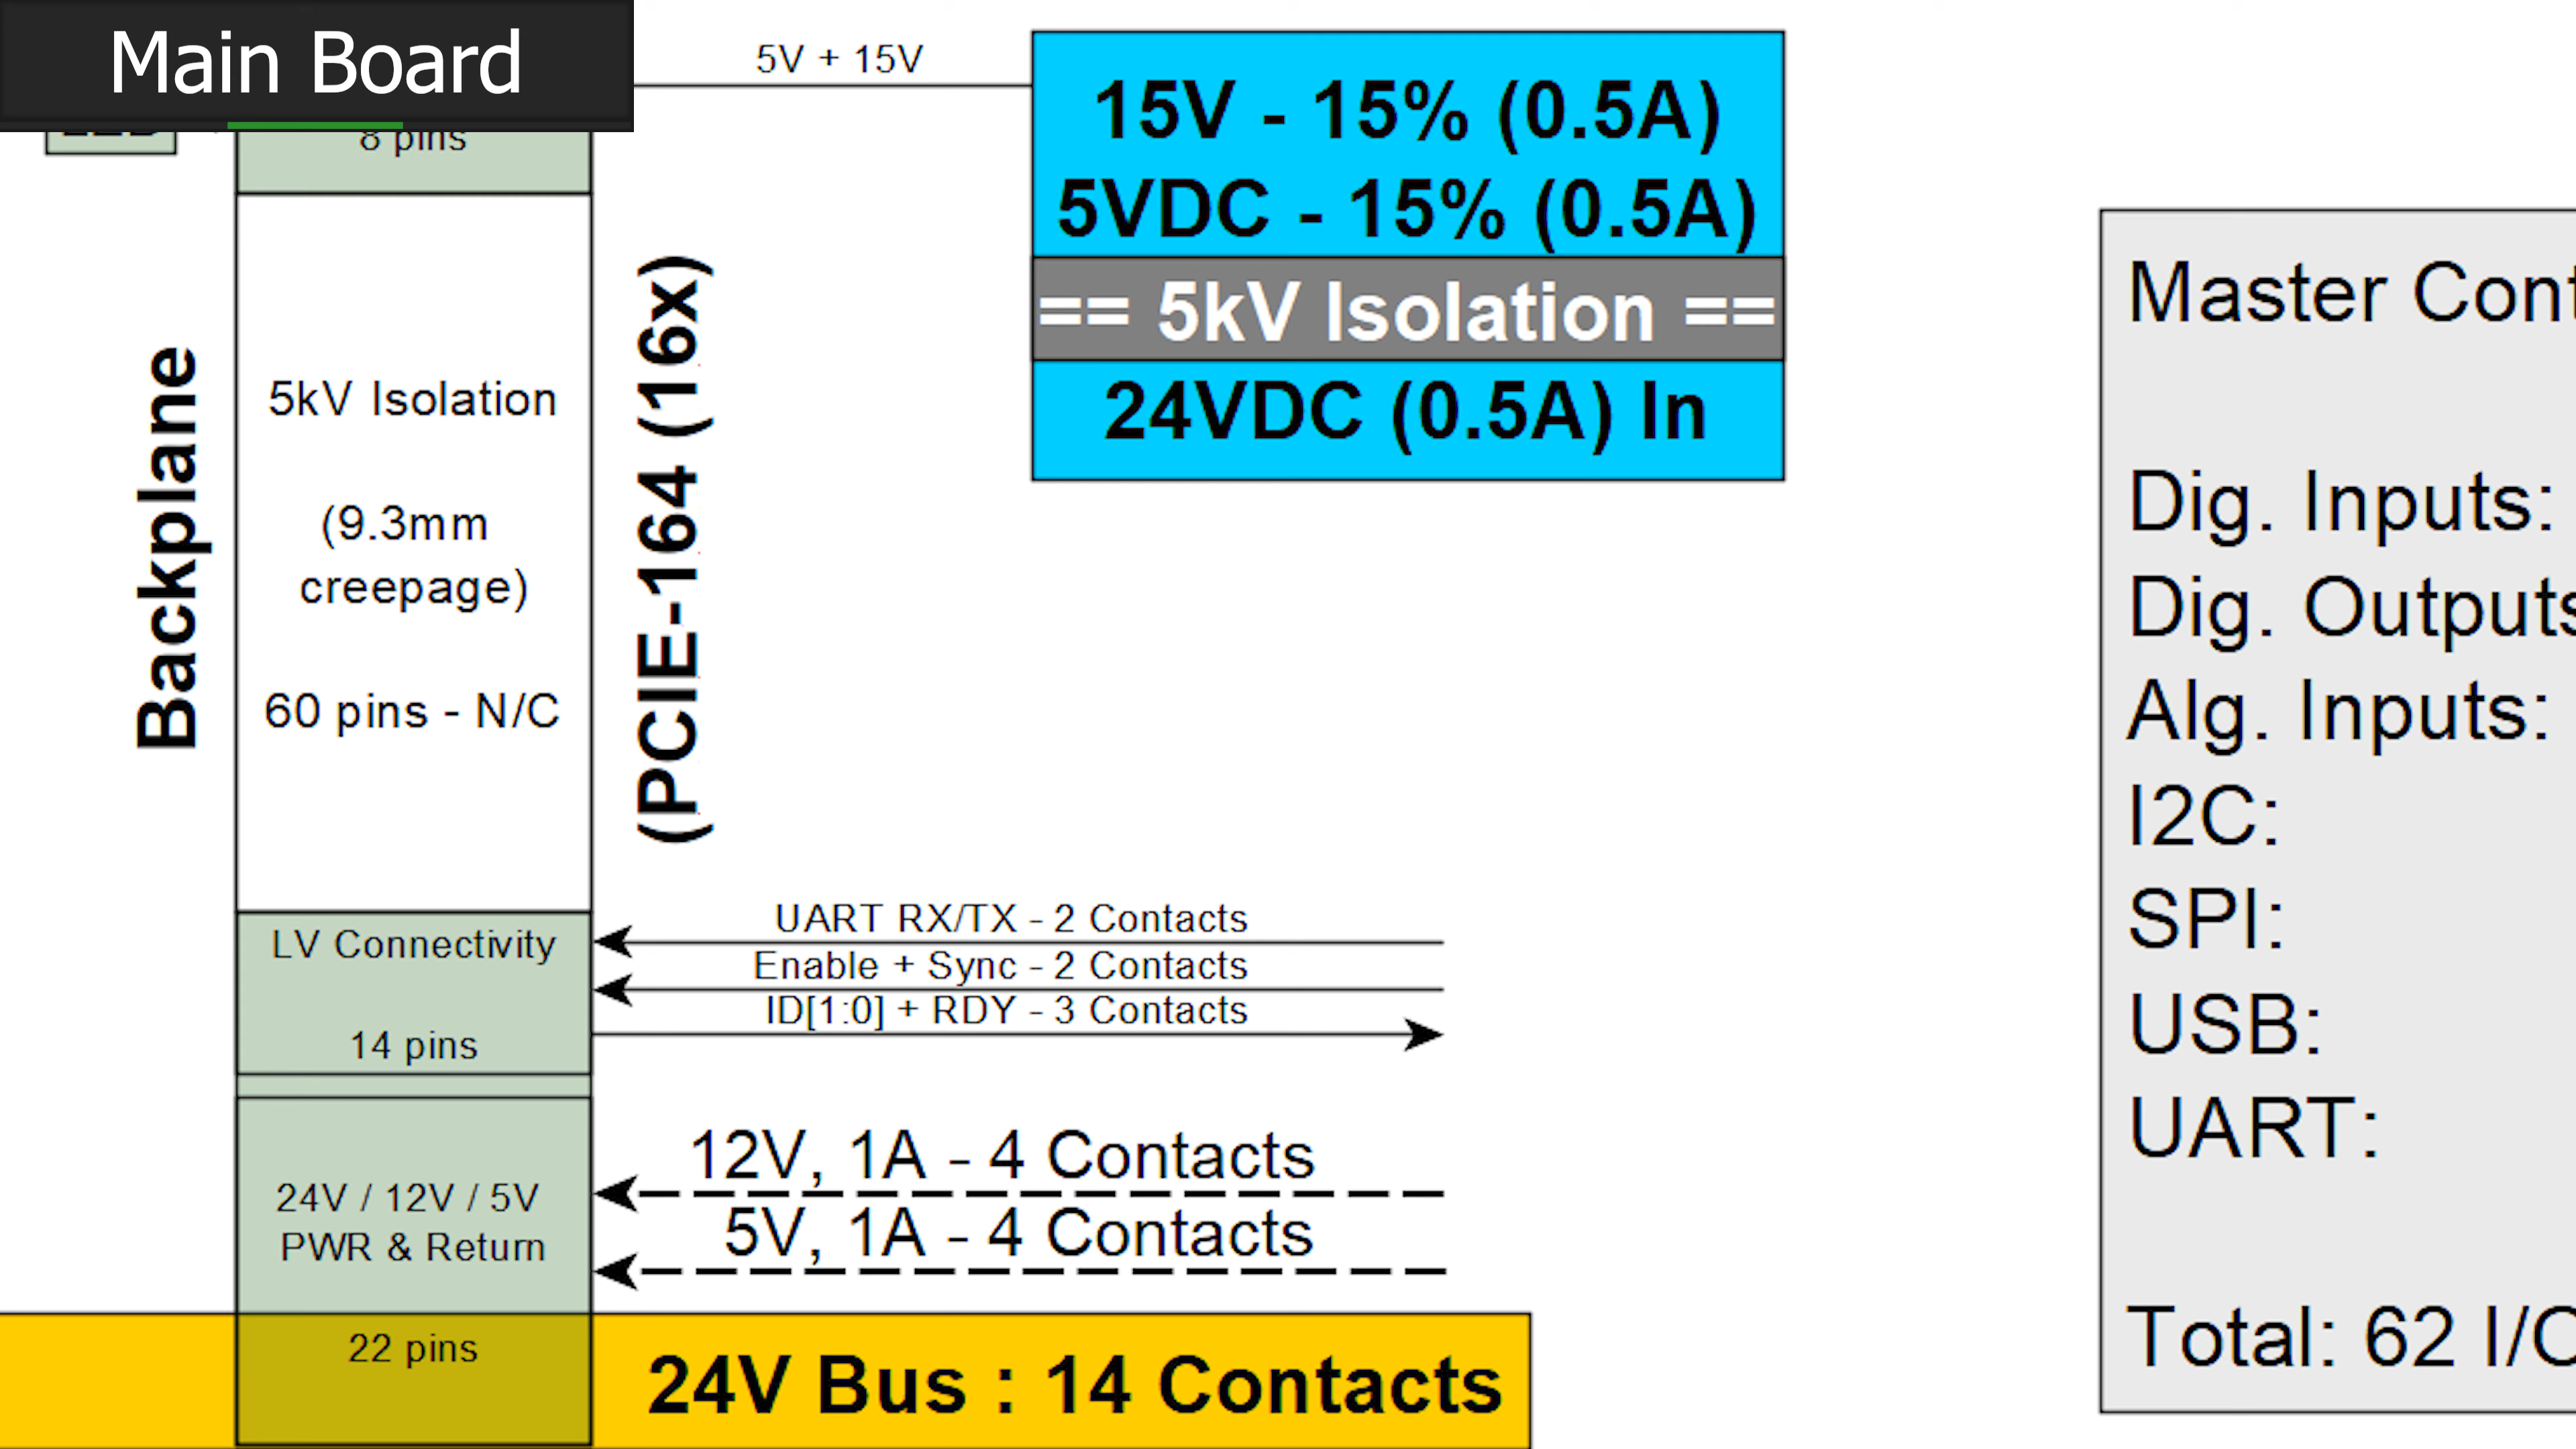 Main Board
5V + 15V
8 pins
15V - 15% (0.5A)
5VDC - 15% (0.5A)
== 5kV Isolation ==
24VDC (0.5A) In
Backplane
(PCIE-164 (16x)
5kV Isolation
(9.3mm
creepage)
60 pins - N/C
UART RX/TX - 2 Contacts
Enable + Sync - 2 Contacts
ID[1:0] + RDY - 3 Contacts
LV Connectivity
14 pins
12V, 1A - 4 Contacts
5V, 1A - 4 Contacts
24V / 12V / 5V
PWR & Return
22 pins
24V Bus : 14 Contacts
Master Cont
Dig. Inputs:
Dig. Outputs
Alg. Inputs:
I2C:
SPI:
USB:
UART:
Total: 62 I/O